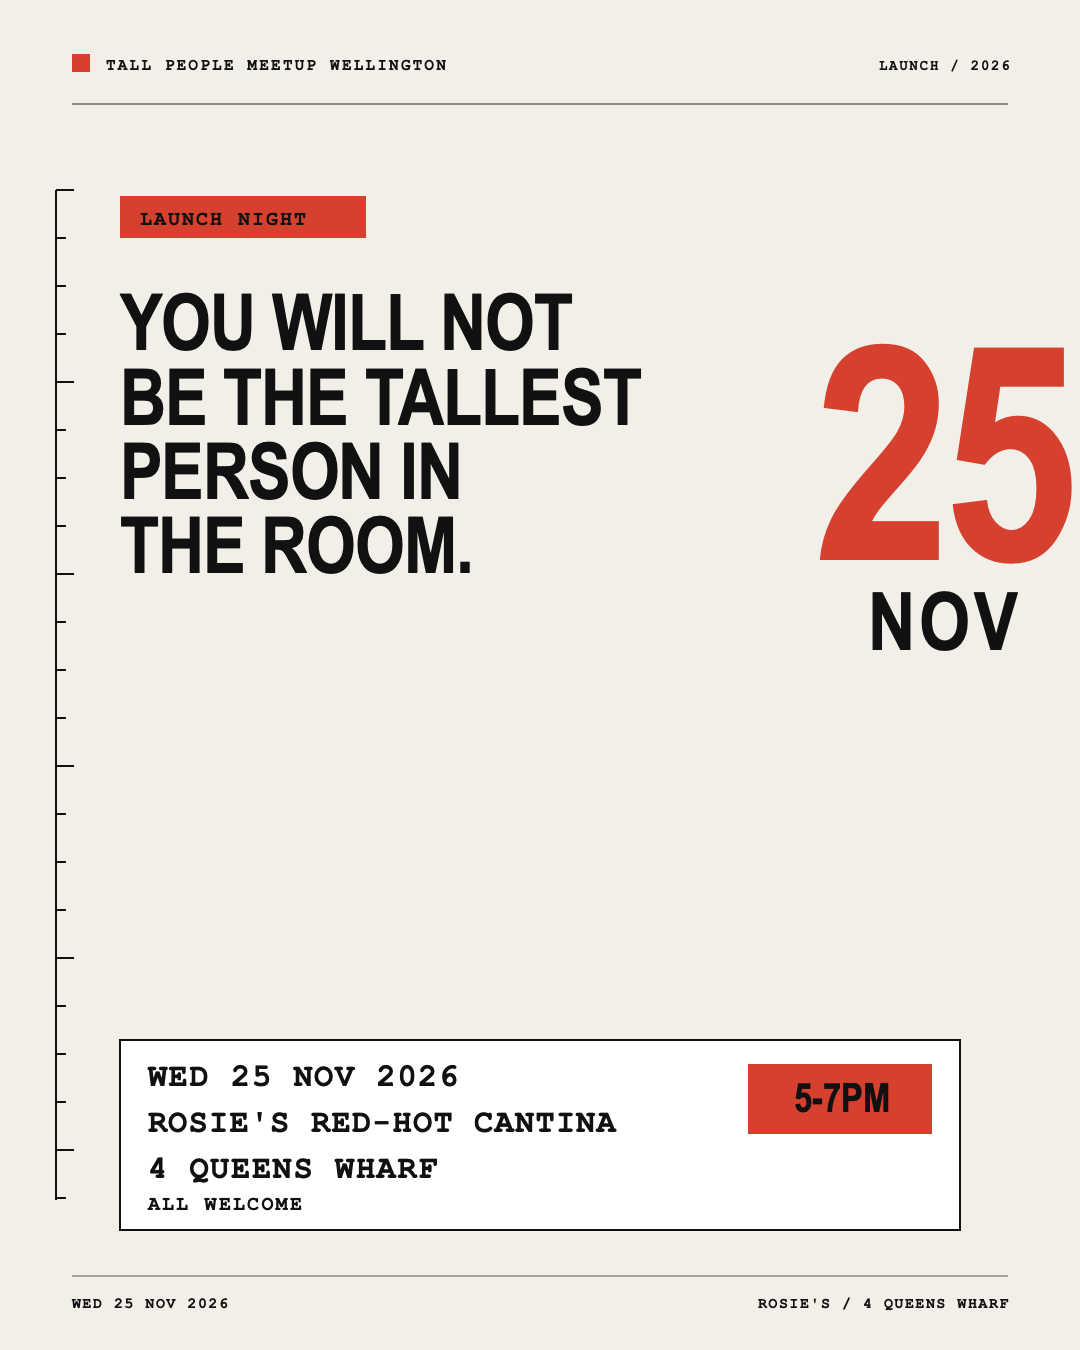 TALL PEOPLE MEETUP WELLINGTON
LAUNCH / 2026
LAUNCH NIGHT
YOU WILL NOT
BE THE TALLEST
PERSON IN
THE ROOM.
25
NOV
WED 25 NOV 2026
ROSIE'S RED-HOT CANTINA
4 QUEENS WHARF
ALL WELCOME
5-7PM
WED 25 NOV 2026
ROSIE'S / 4 QUEENS WHARF